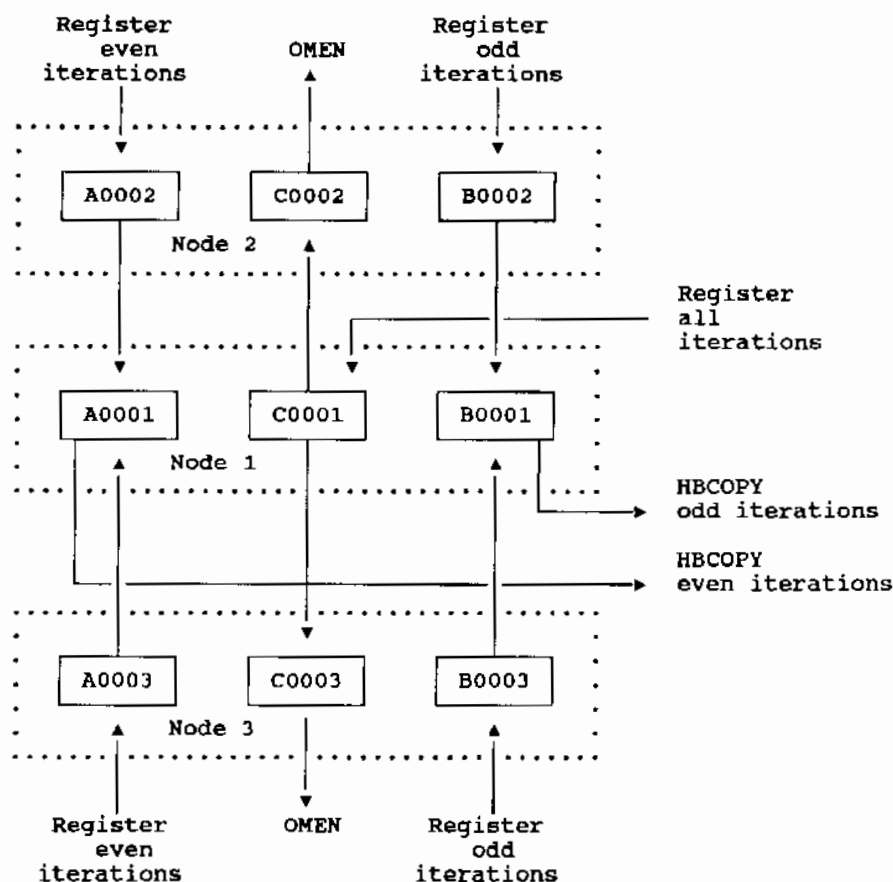 Register
even
iterations
OMEN
Register
odd
iterations
A0002
C0002
B0002
Node 2
Register
all
iterations
A0001
C0001
B0001
Node 1
HBCOPY
odd iterations
HBCOPY
even iterations
A0003
C0003
B0003
Node 3
Register
even
iterations
OMEN
Register
odd
iterations